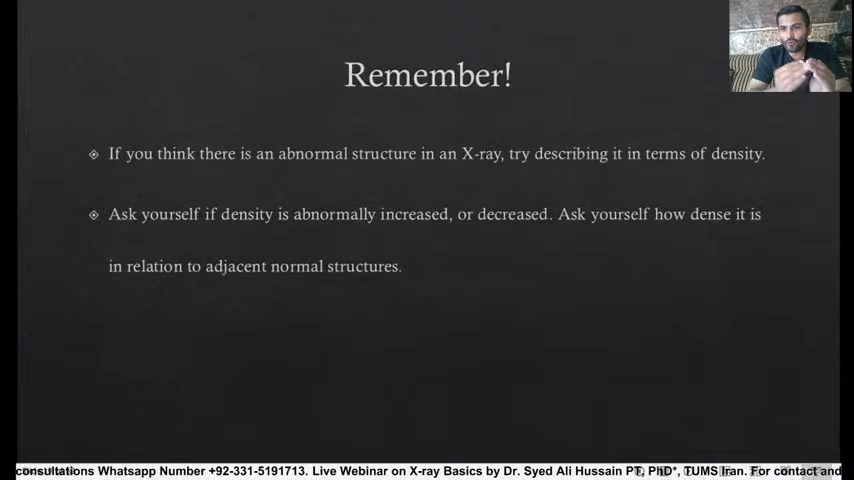 Remember!
If you think there is an abnormal structure in an X-ray, try describing it in terms of density.
Ask yourself if density is abnormally increased, or decreased. Ask yourself how dense it is
in relation to adjacent normal structures.
consultations Whatsapp Number +92-331-5191713. Live Webinar on X-ray Basics by Dr. Syed Ali Hussain PT, PhD*, TUMS Iran. For contact and